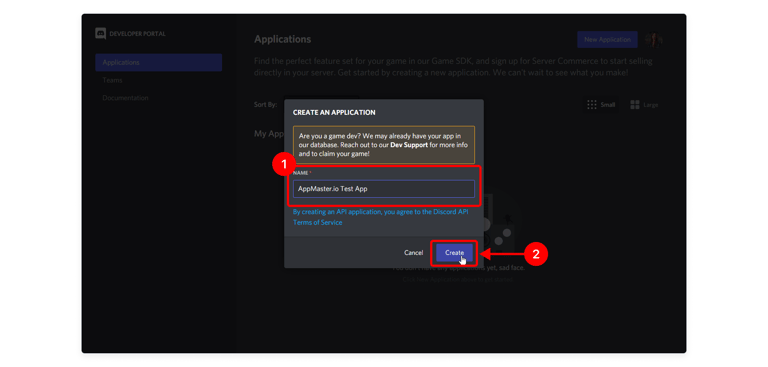 DEVELOPER PORTAL
Applications
Teams
Documentation
Applications
New Application
Find the perfect feature set for your game in our Game SDK, and sign up for Server Commerce to start selling
directly in your server. Get started by creating a new application. We can't wait to see what you make!
Sort By:
Small
Large
My App
CREATE AN APPLICATION
Are you a game dev? We may already have your app in
our database. Reach out to our Dev Support for more info
and to claim your game!
1
NAME *
AppMaster.io Test App
By creating an API application, you agree to the Discord API
Terms of Service
Cancel
Create
2
yet, sad face.